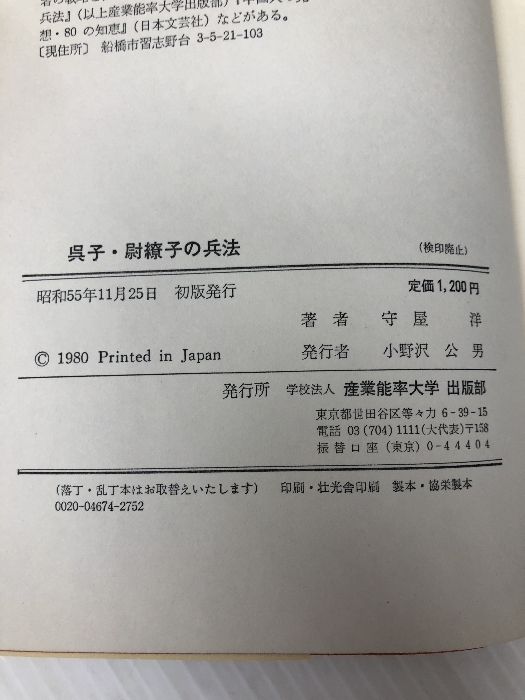 兵法』(以上産業能率大学出版部)
想・80 の知恵』(日本文芸社)などがある。
〔現住所〕 船橋市習志野台 3-5-21-103
呉子・尉繚子の兵法
(検印廃止)
昭和55年11月25日 初版発行
定価1,200円
著者 守屋 洋
© 1980 Printed in Japan
発行者 小野沢 公男
発行所 学校法人 産業能率大学 出版部
東京都世田谷区等々力 6-39-15
電話 03 (704) 1111(大代表)〒158
振替口座 (東京) 0-44404
(落丁・乱丁本はお取替えいたします) 印刷・壮光舎印刷 製本・協栄製本
0020-04674-2752